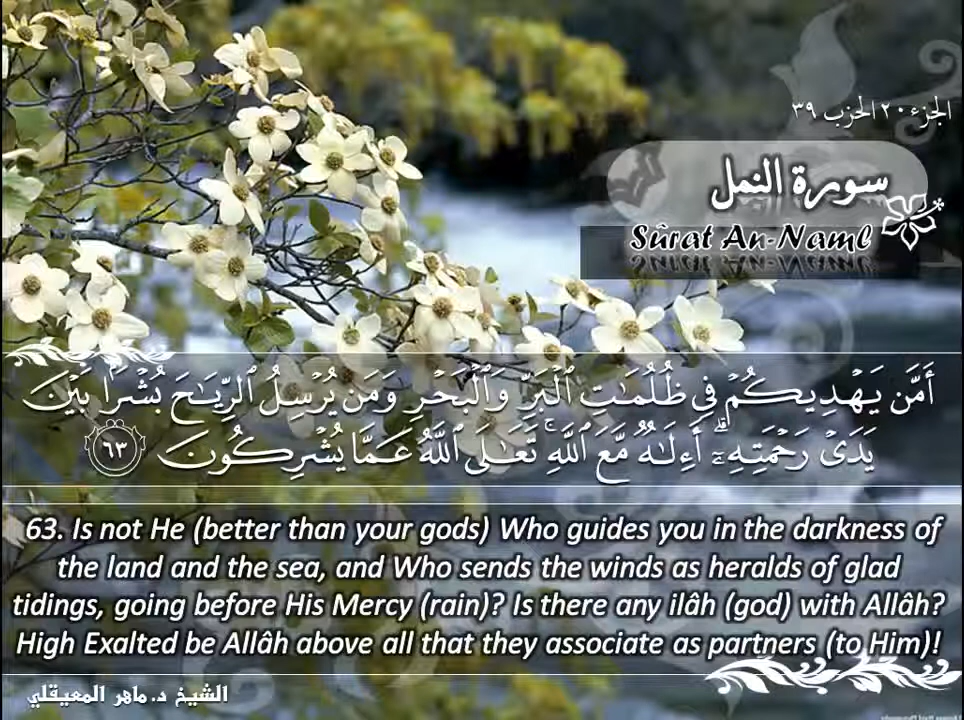 الجزء ٢٠ الحزب ٣٩
سورة النمل
Sûrat An-Naml
أَمَّن يَهْدِيكُمْ فِي ظُلُمَٰتِ ٱلْبَرِّ وَٱلْبَحْرِ وَمَن يُرْسِلُ ٱلرِّيَٰحَ بُشْرًۢا بَيْنَ
يَدَىْ رَحْمَتِهِۦٓ ۗ أَءِلَٰهٌ مَّعَ ٱللَّهِ ۚ تَعَٰلَى ٱللَّهُ عَمَّا يُشْرِكُونَ ٦٣
63. Is not He (better than your gods) Who guides you in the darkness of
the land and the sea, and Who sends the winds as heralds of glad
tidings, going before His Mercy (rain)? Is there any ilâh (god) with Allâh?
High Exalted be Allâh above all that they associate as partners (to Him)!
الشيخ د. ماهر المعيقلي